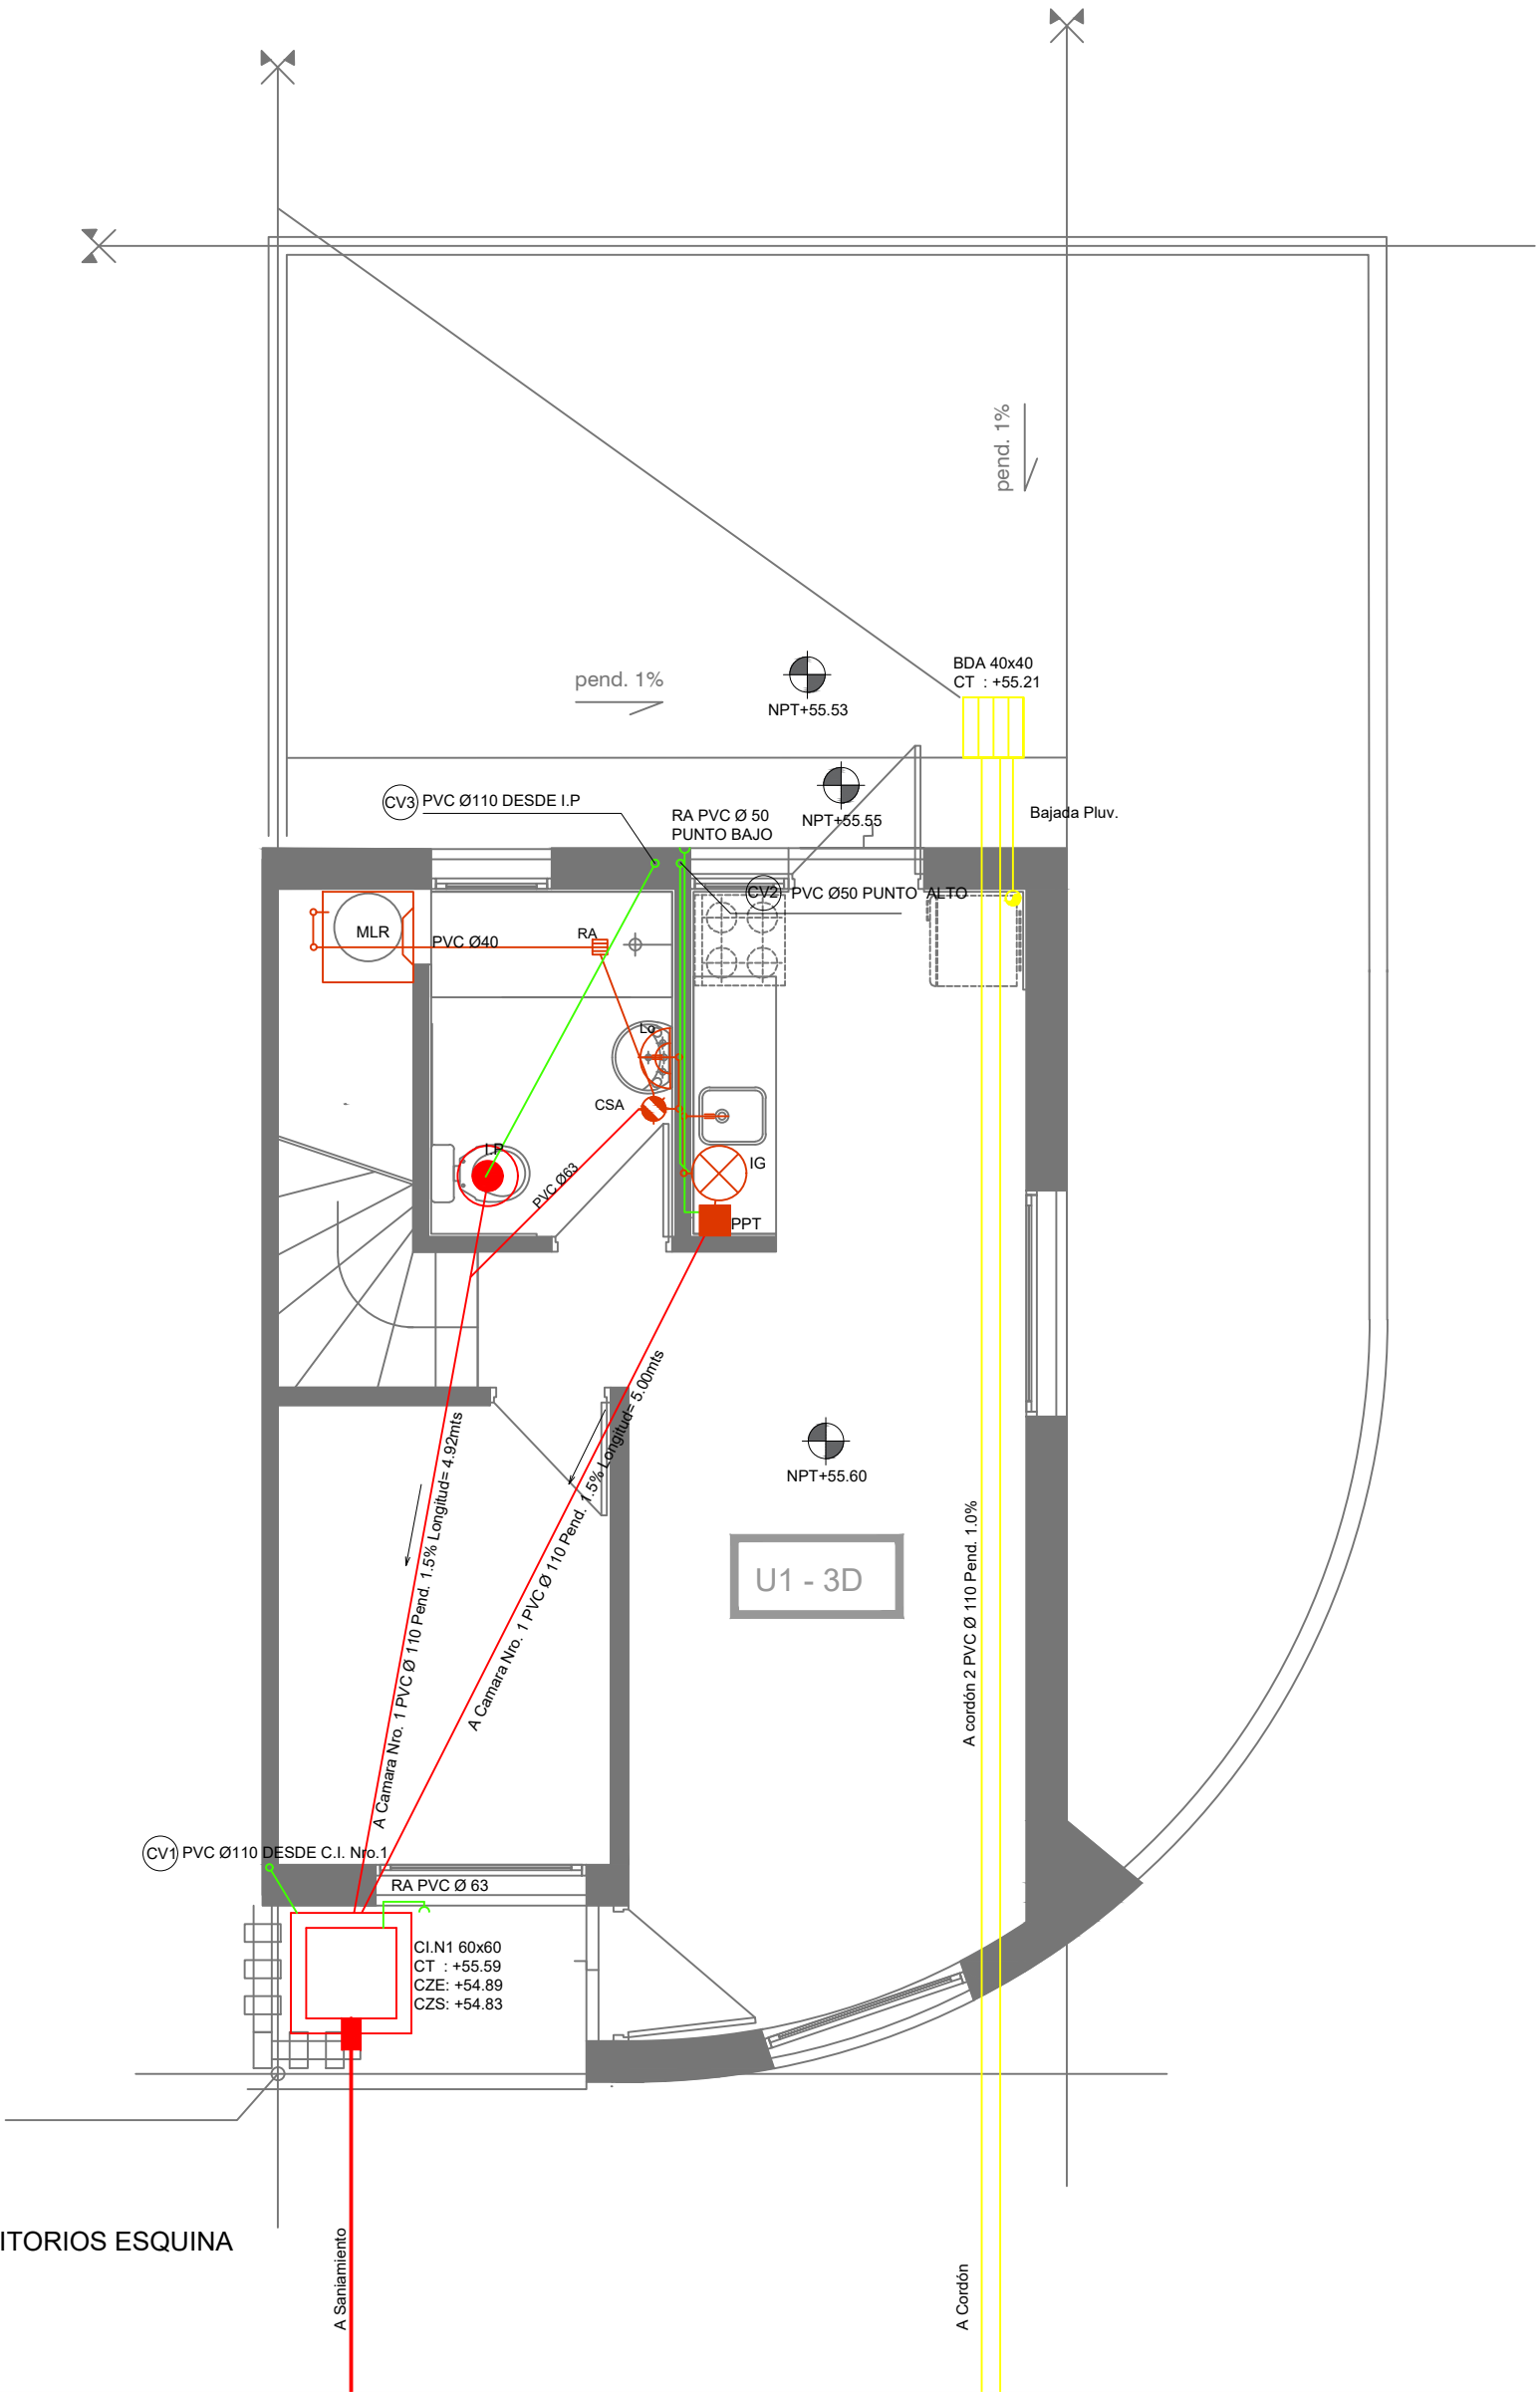 pend. 1%
BDA 40x40
CT : +55.21
pend. 1%
NPT+55.53
CV3 PVC Ø110 DESDE I.P
RA PVC Ø 50
PUNTO BAJO
NPT+55.55
Bajada Pluv.
CV2 PVC Ø50 PUNTO ALTO
MLR
PVC Ø40
RA
Lo
CSA
I.P
PVC Ø63
IG
PPT
A Camara Nro. 1 PVC Ø 110 Pend. 1.5% Longitud= 4.92mts
A Camara Nro. 1 PVC Ø 110 Pend. 1.5% Longitud= 5.00mts
NPT+55.60
U1 - 3D
A cordón 2 PVC Ø 110 Pend. 1.0%
CV1 PVC Ø110 DESDE C.I. Nro.1
RA PVC Ø 63
CI.N1 60x60
CT : +55.59
CZE: +54.89
CZS: +54.83
ITORIOS ESQUINA
A Saniamiento
A Cordón